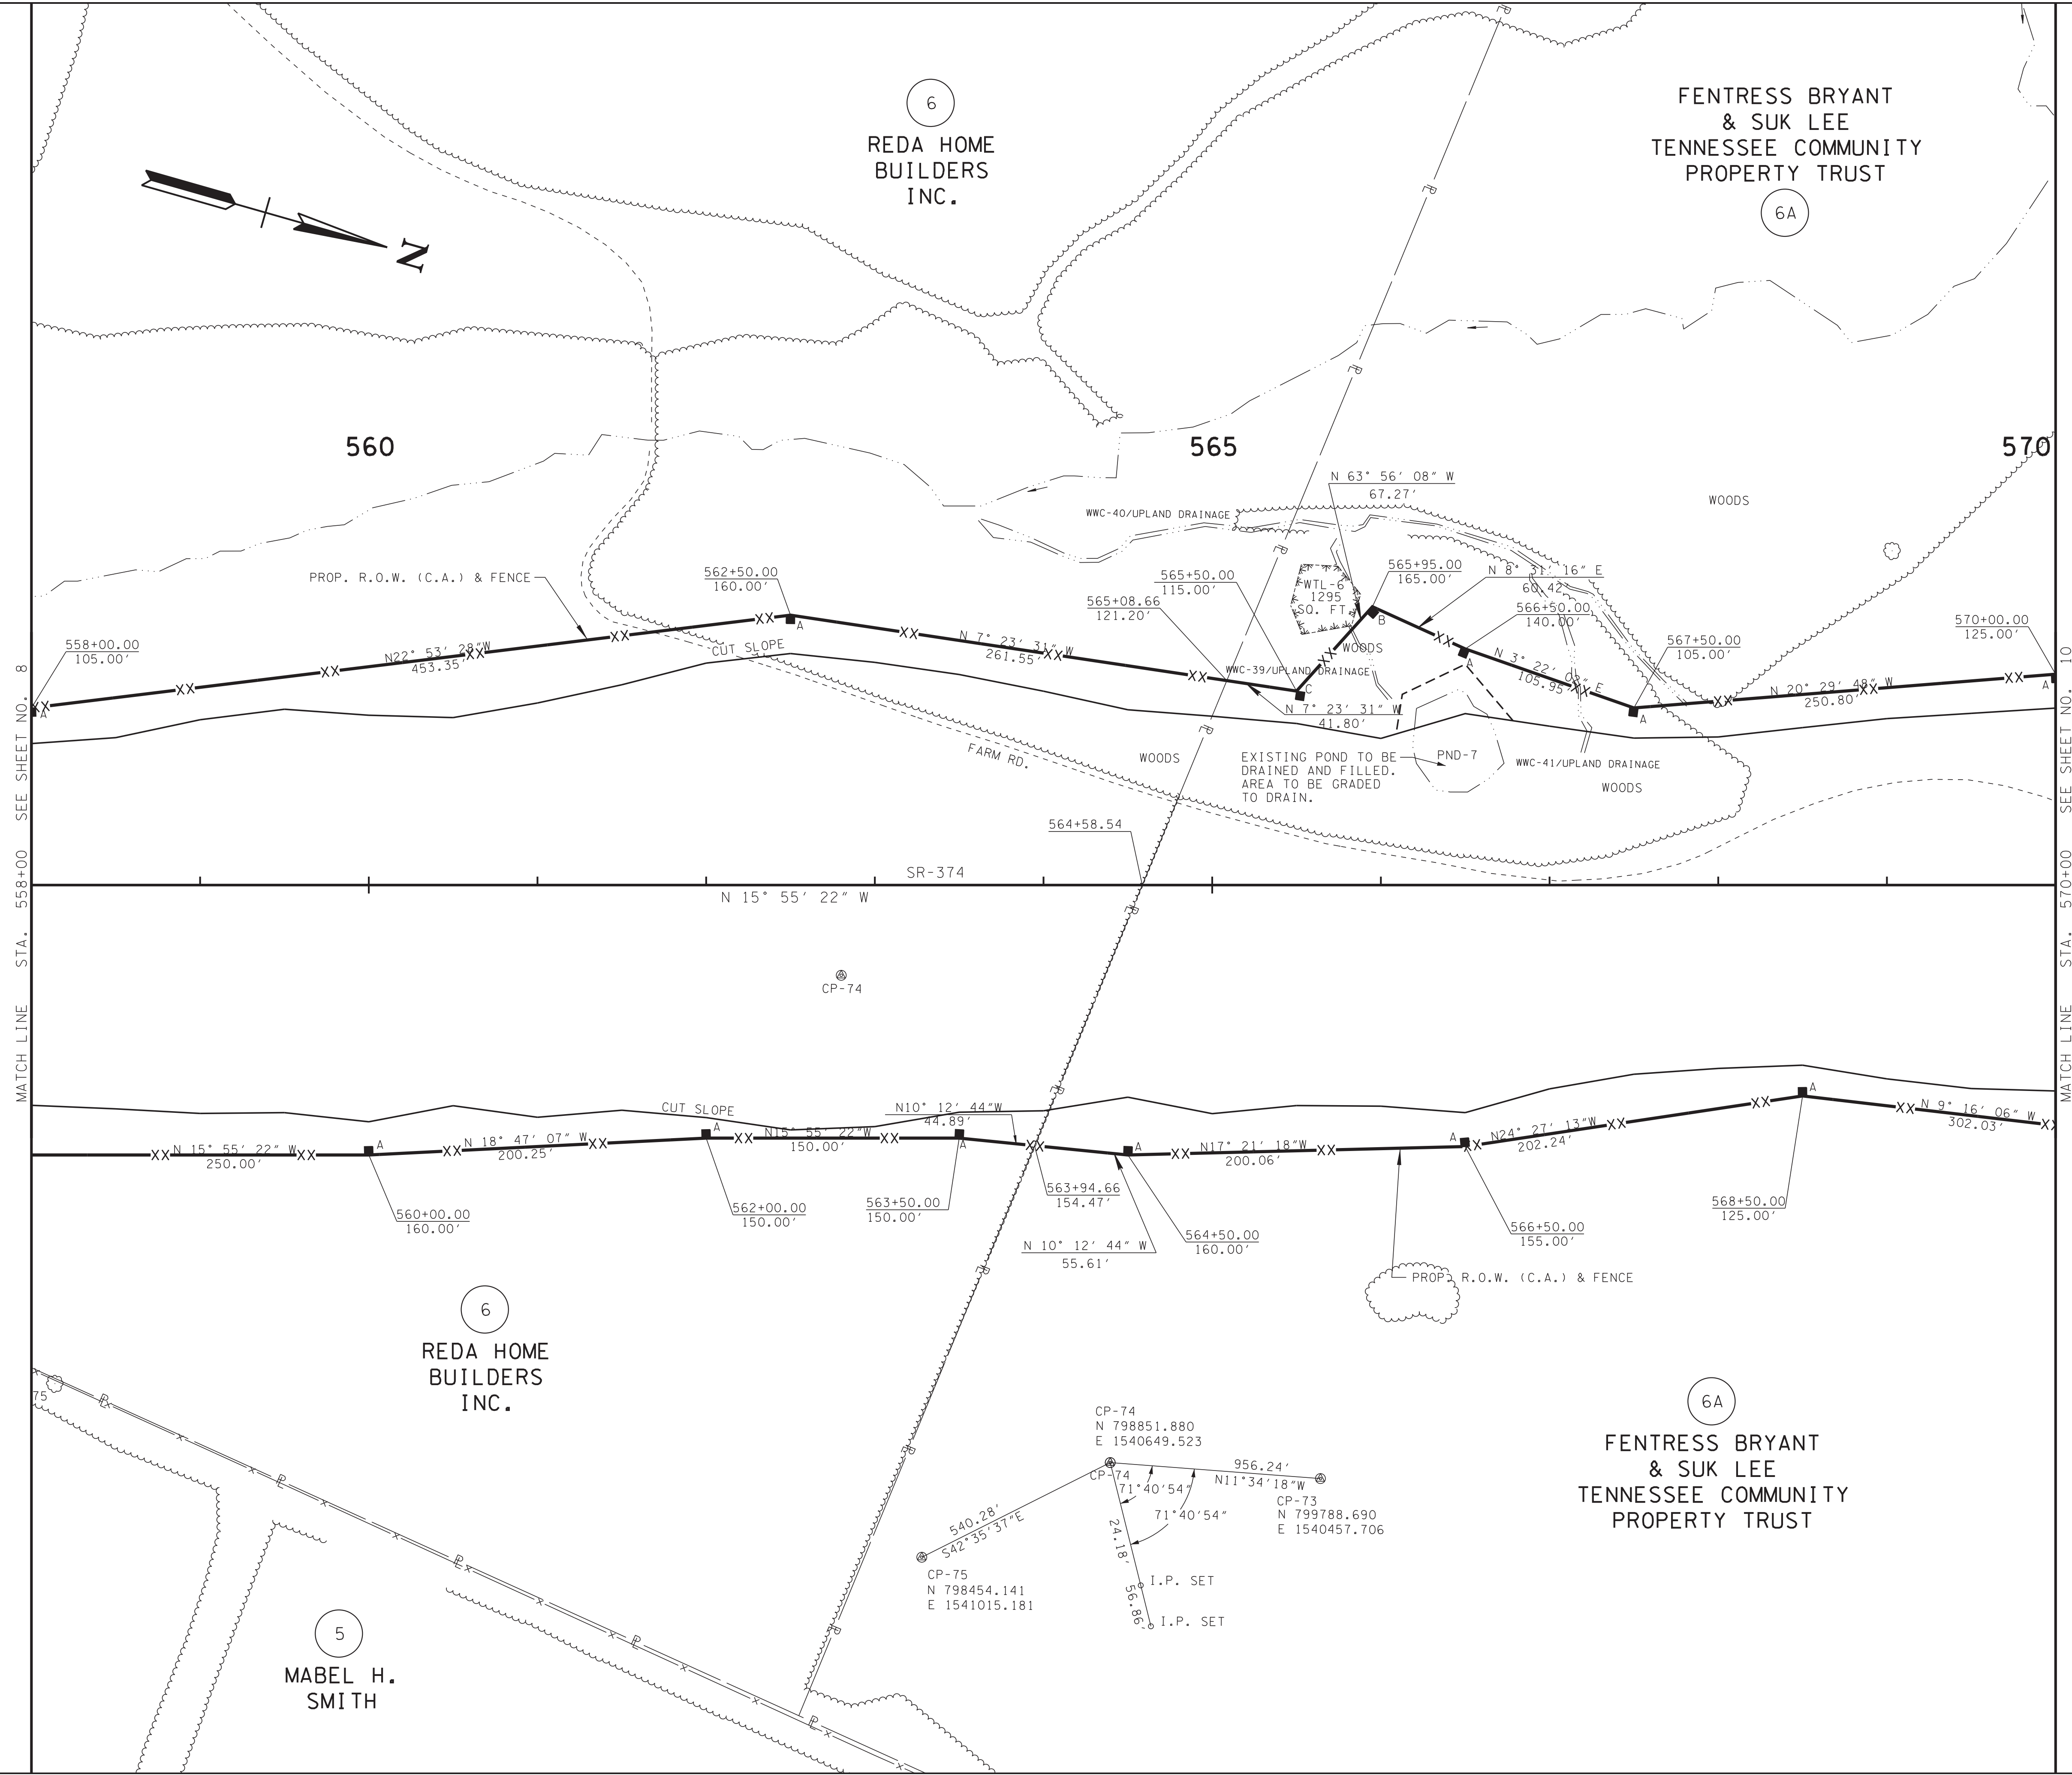 6
REDA HOME
BUILDERS
INC.
FENTRESS BRYANT
& SUK LEE
TENNESSEE COMMUNITY
PROPERTY TRUST
6A
N
560
565
570
WOODS
N 63° 56' 08" W
67.27'
WWC-40/UPLAND DRAINAGE
PROP. R.O.W. (C.A.) & FENCE
562+50.00
160.00'
565+50.00
115.00'
565+08.66
121.20'
WTL-6
1295
SQ. FT.
565+95.00
165.00'
N 8° 31' 16" E
60.42'
566+50.00
140.00'
567+50.00
105.00'
570+00.00
125.00'
558+00.00
105.00'
A
A
B
A
A
A
C
N22° 53' 28"W
453.35'
CUT SLOPE
N 7° 23' 31" W
261.55'
WOODS
WWC-39/UPLAND DRAINAGE
N 7° 23' 31" W
41.80'
N 3° 22' 02" E
105.95'
N 20° 29' 48" W
250.80'
FARM RD.
WOODS
EXISTING POND TO BE
DRAINED AND FILLED.
AREA TO BE GRADED
TO DRAIN.
PND-7
WWC-41/UPLAND DRAINAGE
WOODS
564+58.54
SR-374
N 15° 55' 22" W
MATCH LINE STA. 558+00 SEE SHEET NO. 8
MATCH LINE STA. 570+00 SEE SHEET NO. 10
CP-74
CUT SLOPE
N10° 12' 44"W
44.89'
N 15° 55' 22" W
250.00'
A
N 18° 47' 07" W
200.25'
A
N15° 55' 22"W
150.00'
A
A
N17° 21' 18"W
200.06'
A
N24° 27' 13"W
202.24'
A
N 9° 16' 06"W
302.03'
560+00.00
160.00'
562+00.00
150.00'
563+50.00
150.00'
563+94.66
154.47'
N 10° 12' 44" W
55.61'
564+50.00
160.00'
566+50.00
155.00'
568+50.00
125.00'
PROP. R.O.W. (C.A.) & FENCE
6
REDA HOME
BUILDERS
INC.
75
CP-74
N 798851.880
E 1540649.523
CP-74
956.24'
N11°34'18"W
71°40'54"
71°40'54"
CP-73
N 799788.690
E 1540457.706
540.28'
S42°35'37"E
24.18'
56.86'
I.P. SET
I.P. SET
CP-75
N 798454.141
E 1541015.181
6A
FENTRESS BRYANT
& SUK LEE
TENNESSEE COMMUNITY
PROPERTY TRUST
5
MABEL H.
SMITH